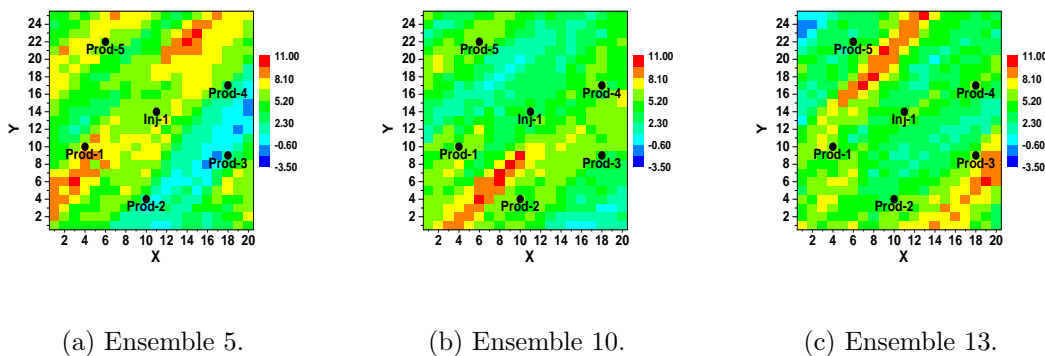 24
22
20
18
16
14
12
10
8
6
4
2
Y
Prod-5
Prod-4
Inj-1
Prod-1
Prod-3
Prod-2
2 4 6 8 10 12 14 16 18 20
X
11.00
8.10
5.20
2.30
-0.60
-3.50
(a) Ensemble 5.
24
22
20
18
16
14
12
10
8
6
4
2
Y
Prod-5
Prod-4
Inj-1
Prod-1
Prod-3
Prod-2
2 4 6 8 10 12 14 16 18 20
X
11.00
8.10
5.20
2.30
-0.60
-3.50
(b) Ensemble 10.
24
22
20
18
16
14
12
10
8
6
4
2
Y
Prod-5
Prod-4
Inj-1
Prod-1
Prod-3
Prod-2
2 4 6 8 10 12 14 16 18 20
X
11.00
8.10
5.20
2.30
-0.60
-3.50
(c) Ensemble 13.